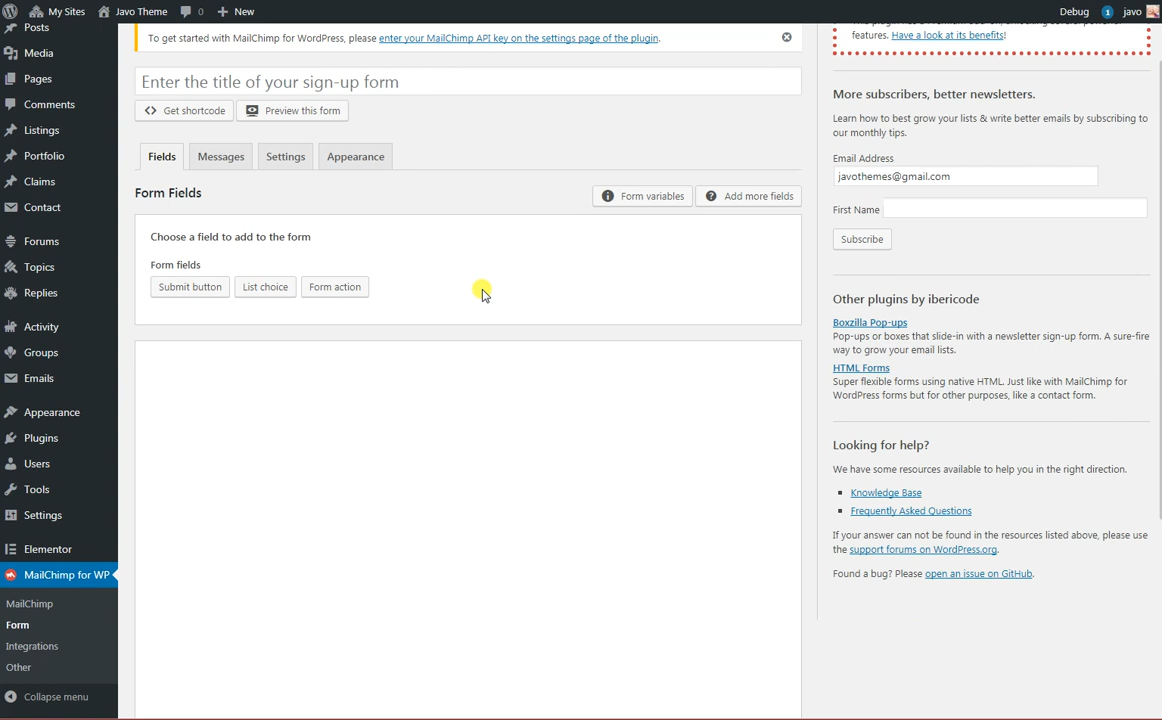 My Sites
Javo Theme
0
New
Debug
1
javo
Posts
Media
Pages
Comments
Listings
Portfolio
Claims
Contact
Forums
Topics
Replies
Activity
Groups
Emails
Appearance
Plugins
Users
Tools
Settings
Elementor
MailChimp for WP
MailChimp
Form
Integrations
Other
Collapse menu
To get started with MailChimp for WordPress, please enter your MailChimp API key on the settings page of the plugin.
Enter the title of your sign-up form
Get shortcode
Preview this form
Fields
Messages
Settings
Appearance
Form Fields
Form variables
Add more fields
Choose a field to add to the form
Form fields
Submit button
List choice
Form action
features. Have a look at its benefits!
More subscribers, better newsletters.
Learn how to best grow your lists & write better emails by subscribing to
our monthly tips.
Email Address
javothemes@gmail.com
First Name
Subscribe
Other plugins by ibericode
Boxzilla Pop-ups
Pop-ups or boxes that slide-in with a newsletter sign-up form. A sure-fire
way to grow your email lists.
HTML Forms
Super flexible forms using native HTML. Just like with MailChimp for
WordPress forms but for other purposes, like a contact form.
Looking for help?
We have some resources available to help you in the right direction.
Knowledge Base
Frequently Asked Questions
If your answer can not be found in the resources listed above, please use
the support forums on WordPress.org.
Found a bug? Please open an issue on GitHub.